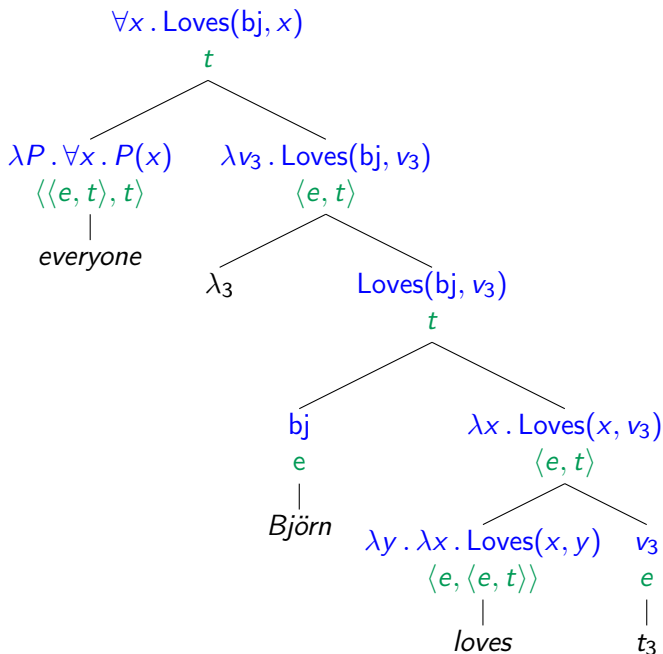 ∀x . Loves(bj, x)
t
λP . ∀x . P(x) λv₃ . Loves(bj, v₃)
⟨⟨e, t⟩, t⟩ ⟨e, t⟩
everyone
λ₃ Loves(bj, v₃)
t
bj λx . Loves(x, v₃)
e ⟨e, t⟩
Björn
λy . λx . Loves(x, y) v₃
⟨e, ⟨e, t⟩⟩ e
loves t₃